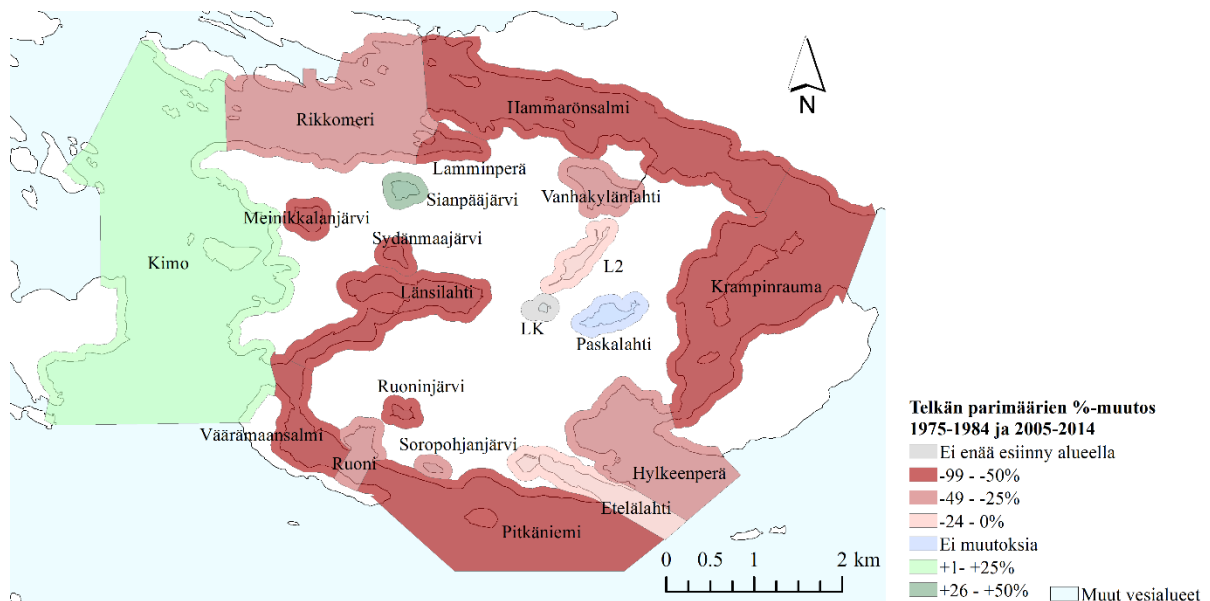 Hammarönsalmi
Rikkomeri
N
Lamminperä
Sianpääjärvi
Vanhakylänlahti
Meinikkalanjärvi
Sydänmaajärvi
Kimo
L2
Länsilahti
Krampinrauma
LK
Paskalahti
Ruoninjärvi
Väärämaansalmi
Soropohjanjärvi
Ruoni
Hylkeenperä
Etelälahti
Pitkäniemi
0 0.5 1 2 km
Telkän parimäärien %-muutos
1975-1984 ja 2005-2014
Ei enää esiinny alueella
-99 - -50%
-49 - -25%
-24 - 0%
Ei muutoksia
+1- +25%
+26 - +50%
Muut vesialueet